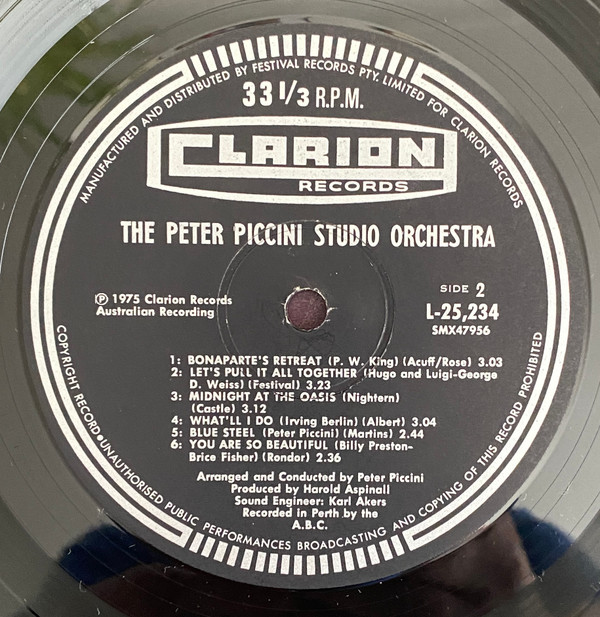 MANUFACTURED AND DISTRIBUTED BY FESTIVAL RECORDS PTY. LIMITED FOR CLARION RECORDS
33 1/3 R.P.M.
CLARION
RECORDS
THE PETER PICCINI STUDIO ORCHESTRA
℗ 1975 Clarion Records
Australian Recording
SIDE 2
L-25,234
SMX47956
1: BONAPARTE'S RETREAT (P. W. King) (Acuff/Rose) 3.03
2: LET'S PULL IT ALL TOGETHER (Hugo and Luigi-George
D. Weiss) (Festival) 3.23
3: MIDNIGHT AT THE OASIS (Nightern)
(Castle) 3.12
4: WHAT'LL I DO (Irving Berlin) (Albert) 3.04
5: BLUE STEEL (Peter Piccini) (Martins) 2.44
6: YOU ARE SO BEAUTIFUL (Billy Preston-
Brice Fisher) (Rondor) 2.36
Arranged and Conducted by Peter Piccini
Produced by Harold Aspinall
Sound Engineer: Karl Akers
Recorded in Perth by the
A.B.C.
COPYRIGHT RECORD•UNAUTHORISED PUBLIC PERFORMANCES BROADCASTING AND COPYING OF THIS RECORD PROHIBITED